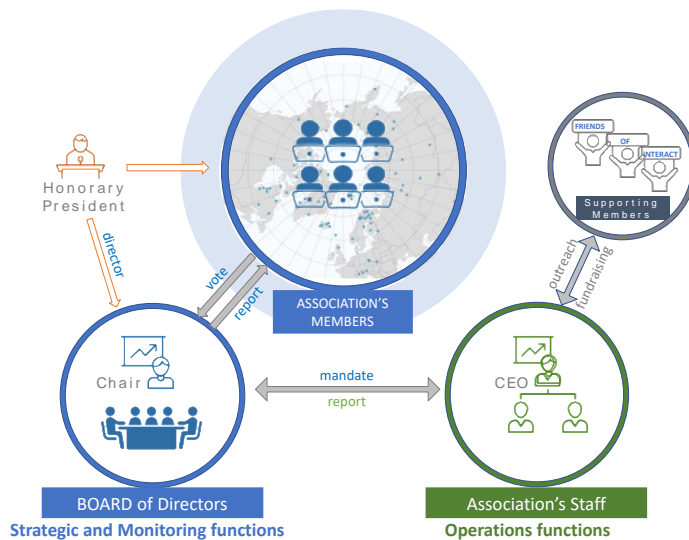 FRIENDS
OF
INTERACT
Supporting
Members
Honorary
President
director
vote
report
ASSOCIATION'S
MEMBERS
outreach
fundraising
Chair
mandate
report
CEO
BOARD of Directors
Association's Staff
Strategic and Monitoring functions
Operations functions